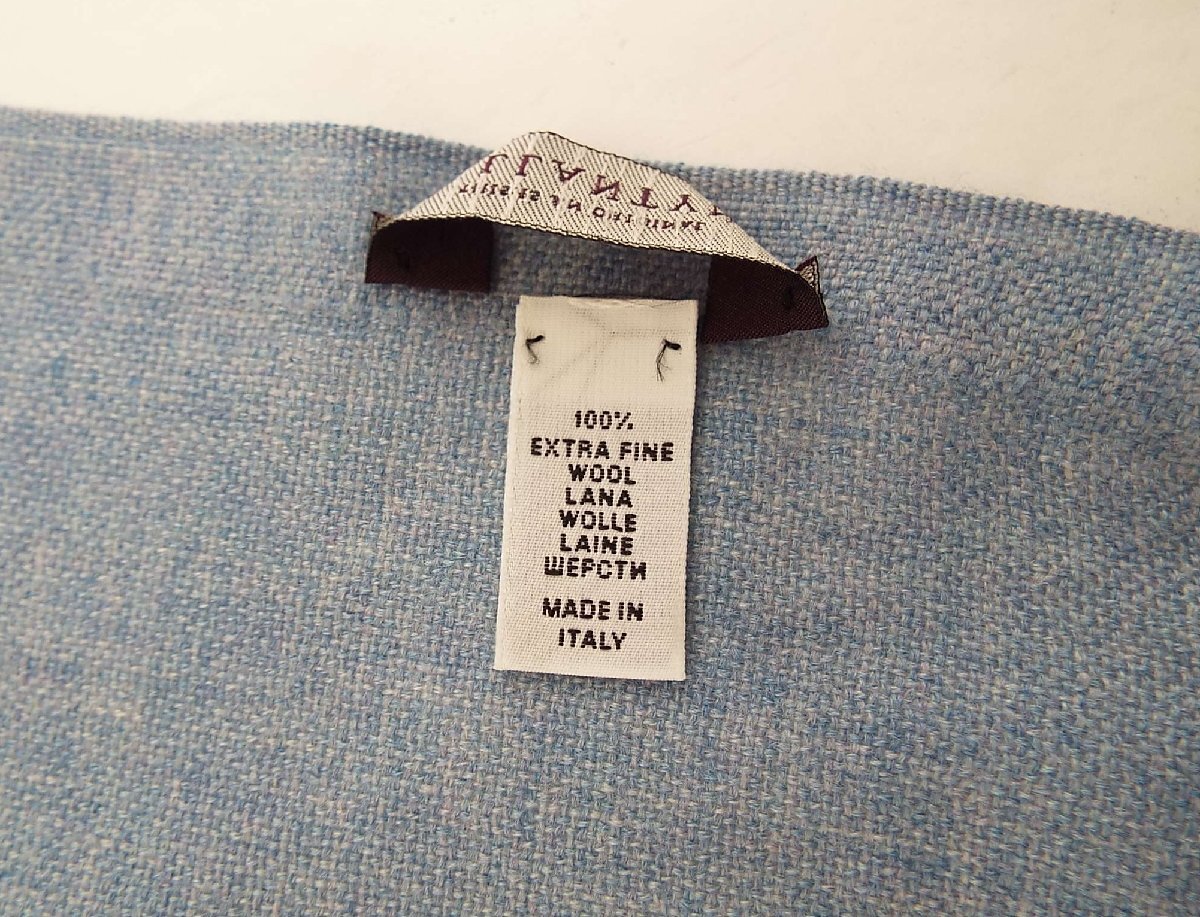 100%
EXTRA FINE
WOOL
LANA
WOLLE
LAINE
ШЕРСТИ
MADE IN
ITALY